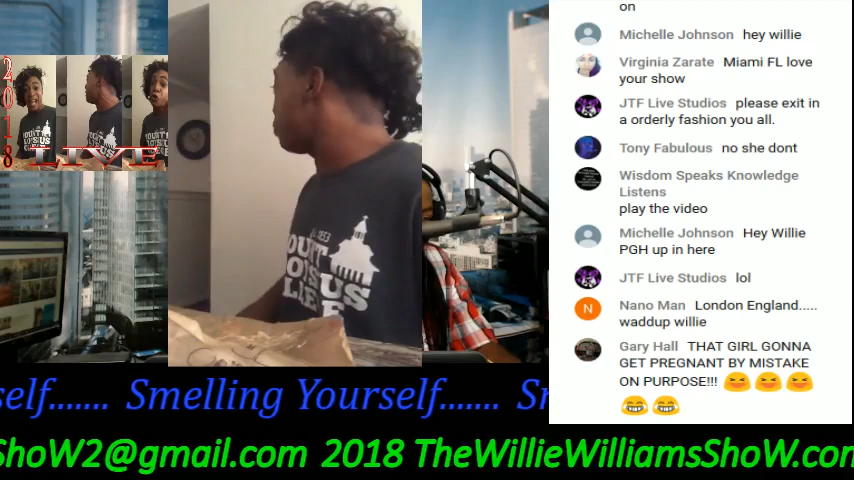 on
Michelle Johnson hey willie
Virginia Zarate Miami FL love
your show
JTF Live Studios please exit in
a orderly fashion you all.
Tony Fabulous no she dont
Wisdom Speaks Knowledge
Listens
play the video
Michelle Johnson Hey Willie
PGH up in here
JTF Live Studios lol
Nano Man London England.....
waddup willie
Gary Hall THAT GIRL GONNA
GET PREGNANT BY MISTAKE
ON PURPOSE!!! 😆 😆 😆
😂 😂
N
2018
LIVE
US
self....... Smelling Yourself....... Sm
ShoW2@gmail.com 2018 TheWillieWilliamsShoW.com